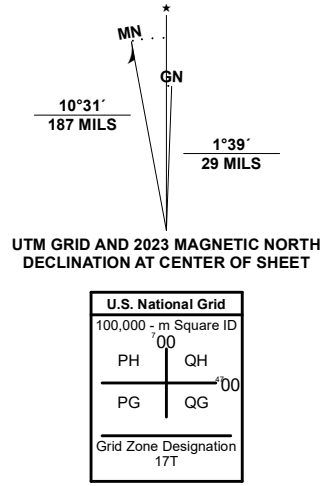 ★
MN
GN
10°31´
187 MILS
1°39´
29 MILS
UTM GRID AND 2023 MAGNETIC NORTH
DECLINATION AT CENTER OF SHEET
U.S. National Grid
100,000 - m Square ID
⁷00
PH QH
⁴⁷00
PG QG
Grid Zone Designation
17T